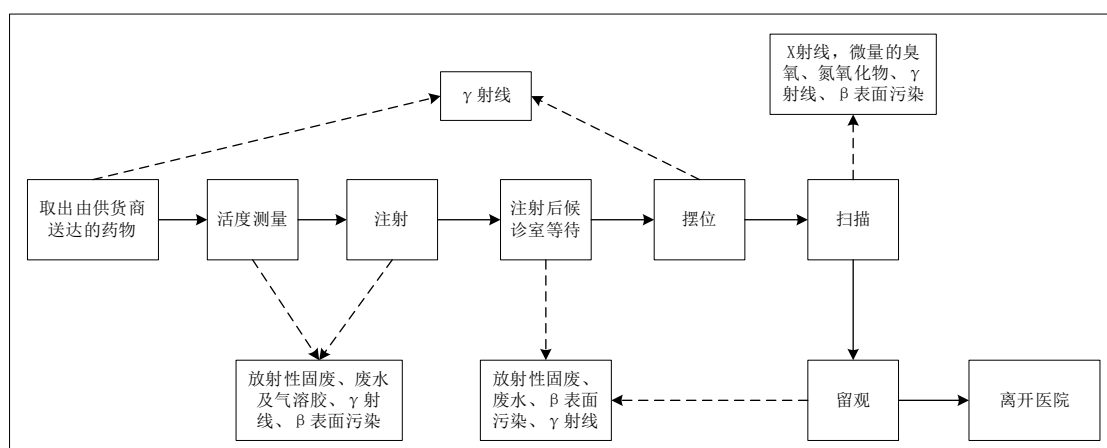 X射线，微量的臭
氧、氮氧化物、γ
射线、β表面污染
γ射线
取出由供货商
送达的药物
活度测量
注射
注射后候
诊室等待
摆位
扫描
放射性固废、废水
及气溶胶、γ射
线、β表面污染
放射性固废、
废水、β表面
污染、γ射线
留观
离开医院